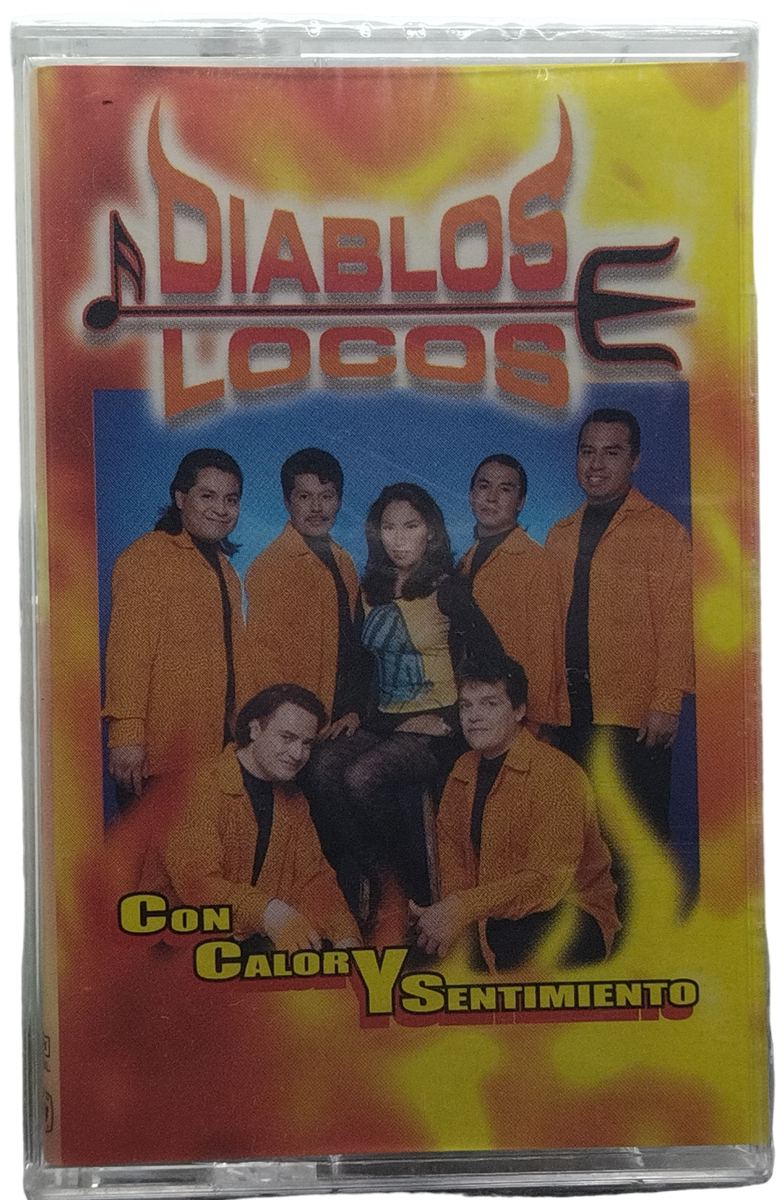 DIABLOS
LOCOS
CON
CALOR Y SENTIMIENTO